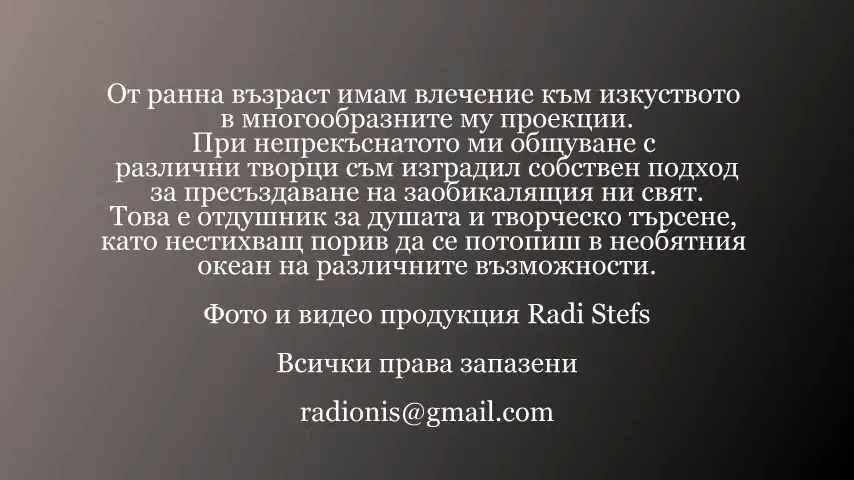 От ранна възраст имам влечение към изкуството
в многообразните му проекции.
При непрекъснатото ми общуване с
различни творци съм изградил собствен подход
за пресъздаване на заобикалящия ни свят.
Това е отдушник за душата и творческо търсене,
като нестихващ порив да се потопиш в необятния
океан на различните възможности.
Фото и видео продукция Radi Stefs
Всички права запазени
radionis@gmail.com